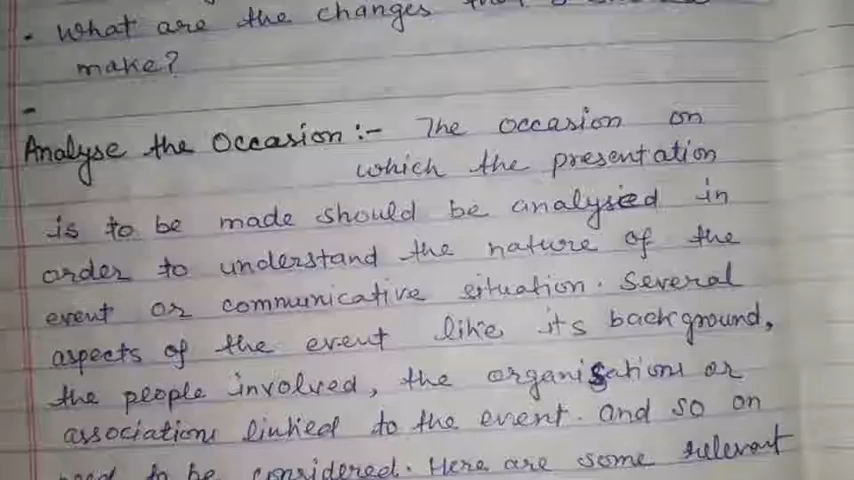 • What are the changes
make?
-
Analyse the Occasion :- The occasion on
which the presentation
is to be made should be analysed in
order to understand the nature of the
event or communicative situation. Several
aspects of the event like its background,
the people involved, the organisations or
associations linked to the event. and so on
need to be considered. Here are some relevant